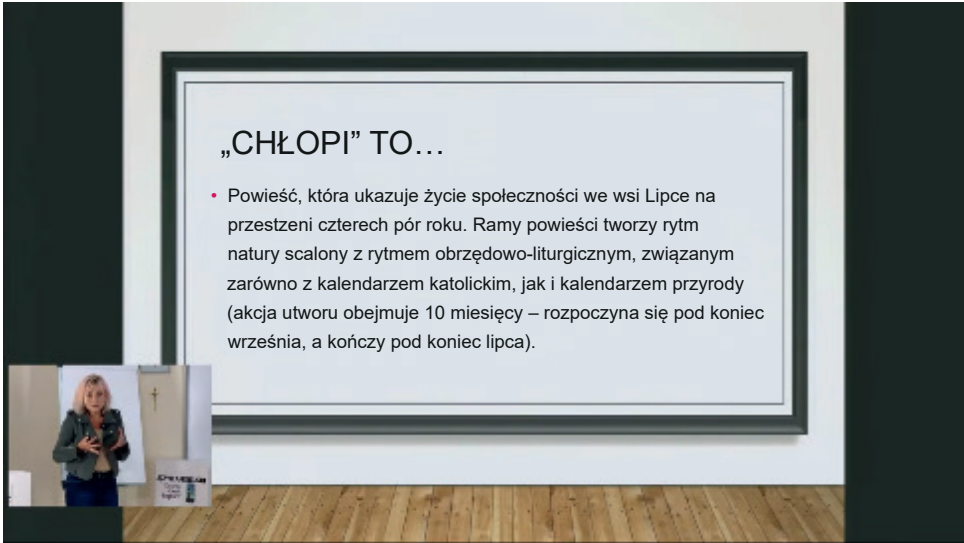 „CHŁOPI” TO…
• Powieść, która ukazuje życie społeczności we wsi Lipce na
przestzeni czterech pór roku. Ramy powieści tworzy rytm
natury scalony z rytmem obrzędowo-liturgicznym, związanym
zarówno z kalendarzem katolickim, jak i kalendarzem przyrody
(akcja utworu obejmuje 10 miesięcy – rozpoczyna się pod koniec
września, a kończy pod koniec lipca).